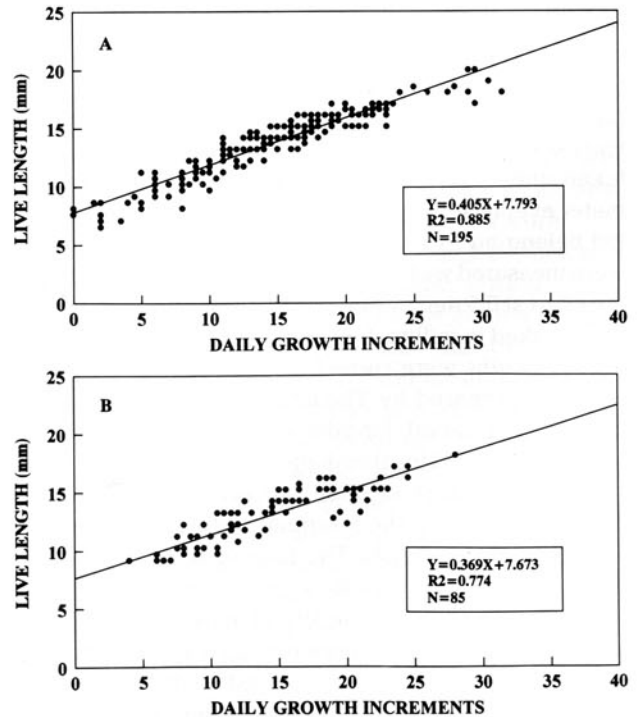 A
LIVE LENGTH (mm)
25
20
15
10
5
0
Y=0.405X+7.793
R2=0.885
N=195
0 5 10 15 20 25 30 35 40
DAILY GROWTH INCREMENTS
B
LIVE LENGTH (mm)
25
20
15
10
5
0
Y=0.369X+7.673
R2=0.774
N=85
0 5 10 15 20 25 30 35 40
DAILY GROWTH INCREMENTS